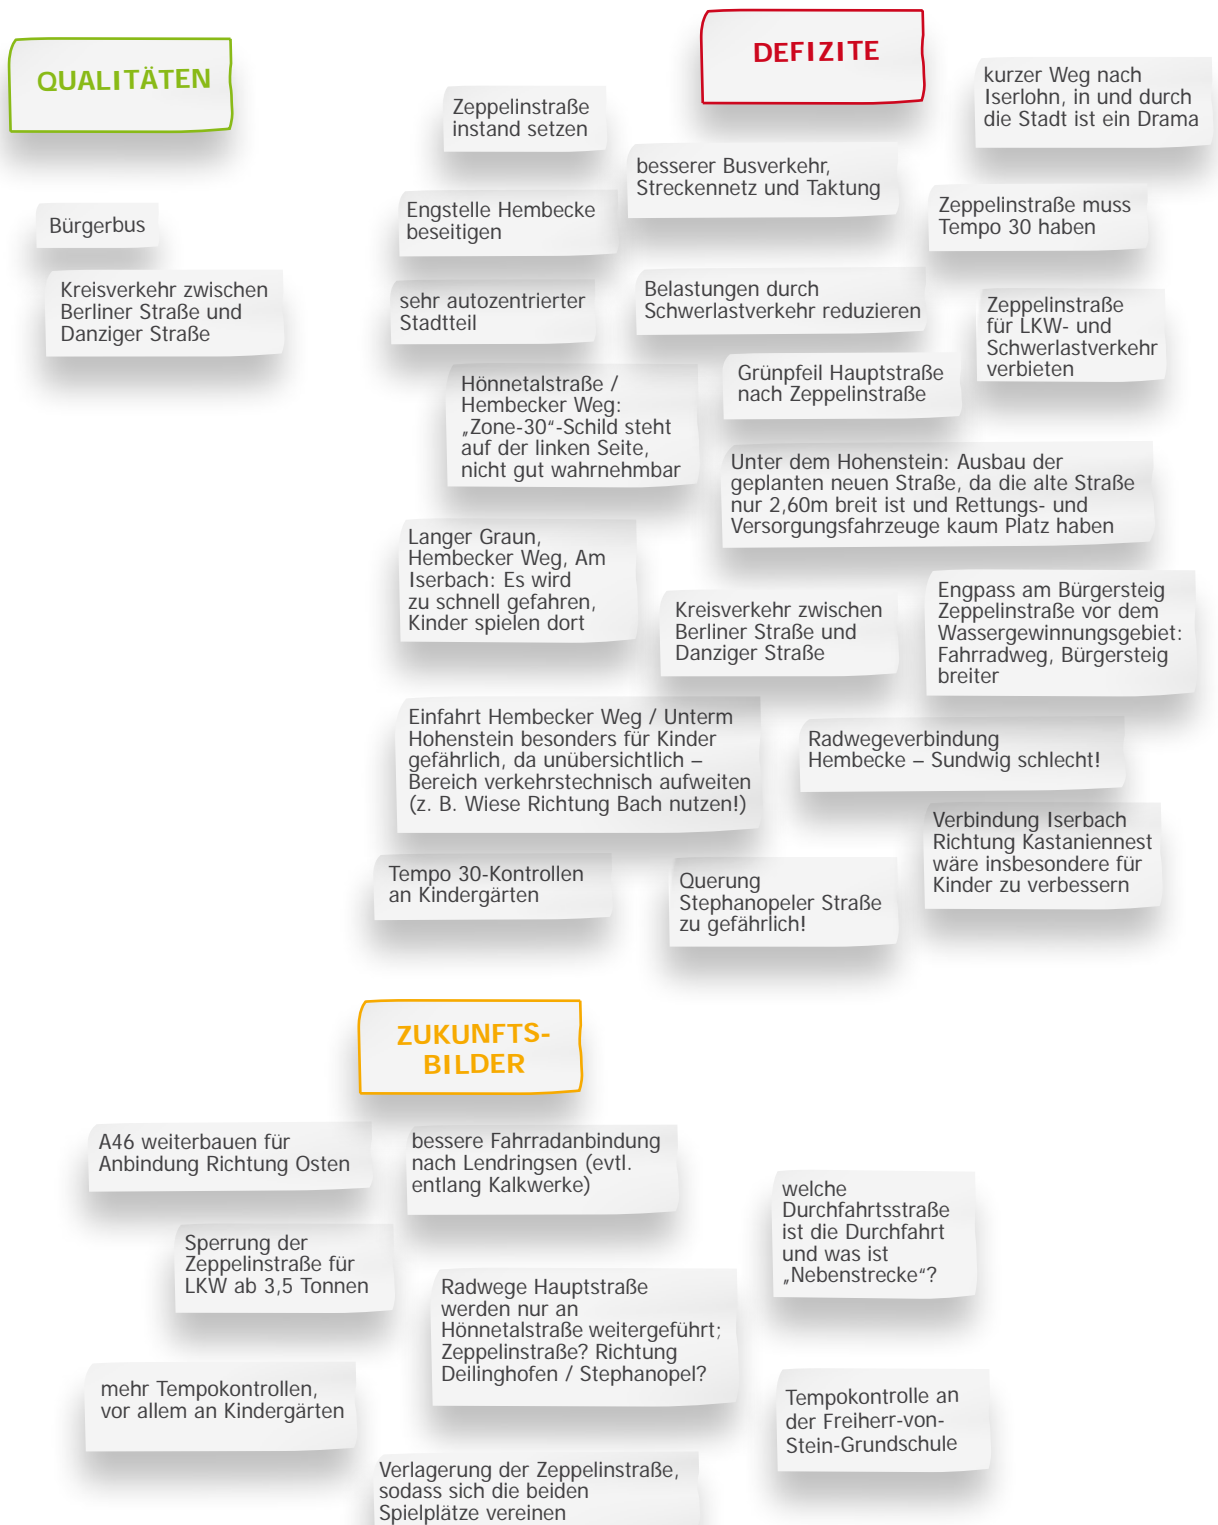 QUALITÄTEN
Bürgerbus
Kreisverkehr zwischen
Berliner Straße und
Danziger Straße
DEFIZITE
Zeppelinstraße
instand setzen
kurzer Weg nach
Iserlohn, in und durch
die Stadt ist ein Drama
besserer Busverkehr,
Streckennetz und Taktung
Engstelle Hembecke
beseitigen
Zeppelinstraße muss
Tempo 30 haben
sehr autozentrierter
Stadtteil
Belastungen durch
Schwerlastverkehr reduzieren
Zeppelinstraße
für LKW- und
Schwerlastverkehr
verbieten
Hönnetalstraße /
Hembecker Weg:
„Zone-30“-Schild steht
auf der linken Seite,
nicht gut wahrnehmbar
Grünpfeil Hauptstraße
nach Zeppelinstraße
Unter dem Hohenstein: Ausbau der
geplanten neuen Straße, da die alte Straße
nur 2,60m breit ist und Rettungs- und
Versorgungsfahrzeuge kaum Platz haben
Langer Graun,
Hembecker Weg, Am
Iserbach: Es wird
zu schnell gefahren,
Kinder spielen dort
Kreisverkehr zwischen
Berliner Straße und
Danziger Straße
Engpass am Bürgersteig
Zeppelinstraße vor dem
Wassergewinnungsgebiet:
Fahrradweg, Bürgersteig
breiter
Einfahrt Hembecker Weg / Unterm
Hohenstein besonders für Kinder
gefährlich, da unübersichtlich –
Bereich verkehrstechnisch aufweiten
(z. B. Wiese Richtung Bach nutzen!)
Radwegeverbindung
Hembecke – Sundwig schlecht!
Verbindung Iserbach
Richtung Kastaniennest
wäre insbesondere für
Kinder zu verbessern
Tempo 30-Kontrollen
an Kindergärten
Querung
Stephanopeler Straße
zu gefährlich!
ZUKUNFTS-
BILDER
A46 weiterbauen für
Anbindung Richtung Osten
bessere Fahrradanbindung
nach Lendringsen (evtl.
entlang Kalkwerke)
welche
Durchfahrtsstraße
ist die Durchfahrt
und was ist
„Nebenstrecke“?
Sperrung der
Zeppelinstraße für
LKW ab 3,5 Tonnen
Radwege Hauptstraße
werden nur an
Hönnetalstraße weitergeführt;
Zeppelinstraße? Richtung
Deilinghofen / Stephanopel?
mehr Tempokontrollen,
vor allem an Kindergärten
Tempokontrolle an
der Freiherr-von-
Stein-Grundschule
Verlagerung der Zeppelinstraße,
sodass sich die beiden
Spielplätze vereinen